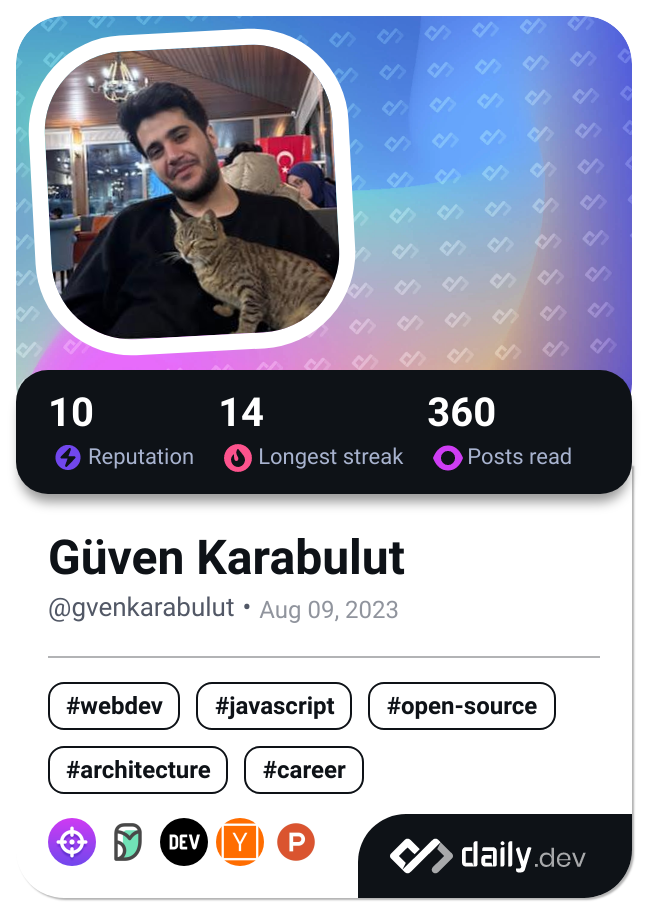 10 14 360
Reputation Longest streak Posts read
Güven Karabulut
@gvenkarabulut • Aug 09, 2023
#webdev #javascript #open-source
#architecture #career
DEV Y P
daily.dev